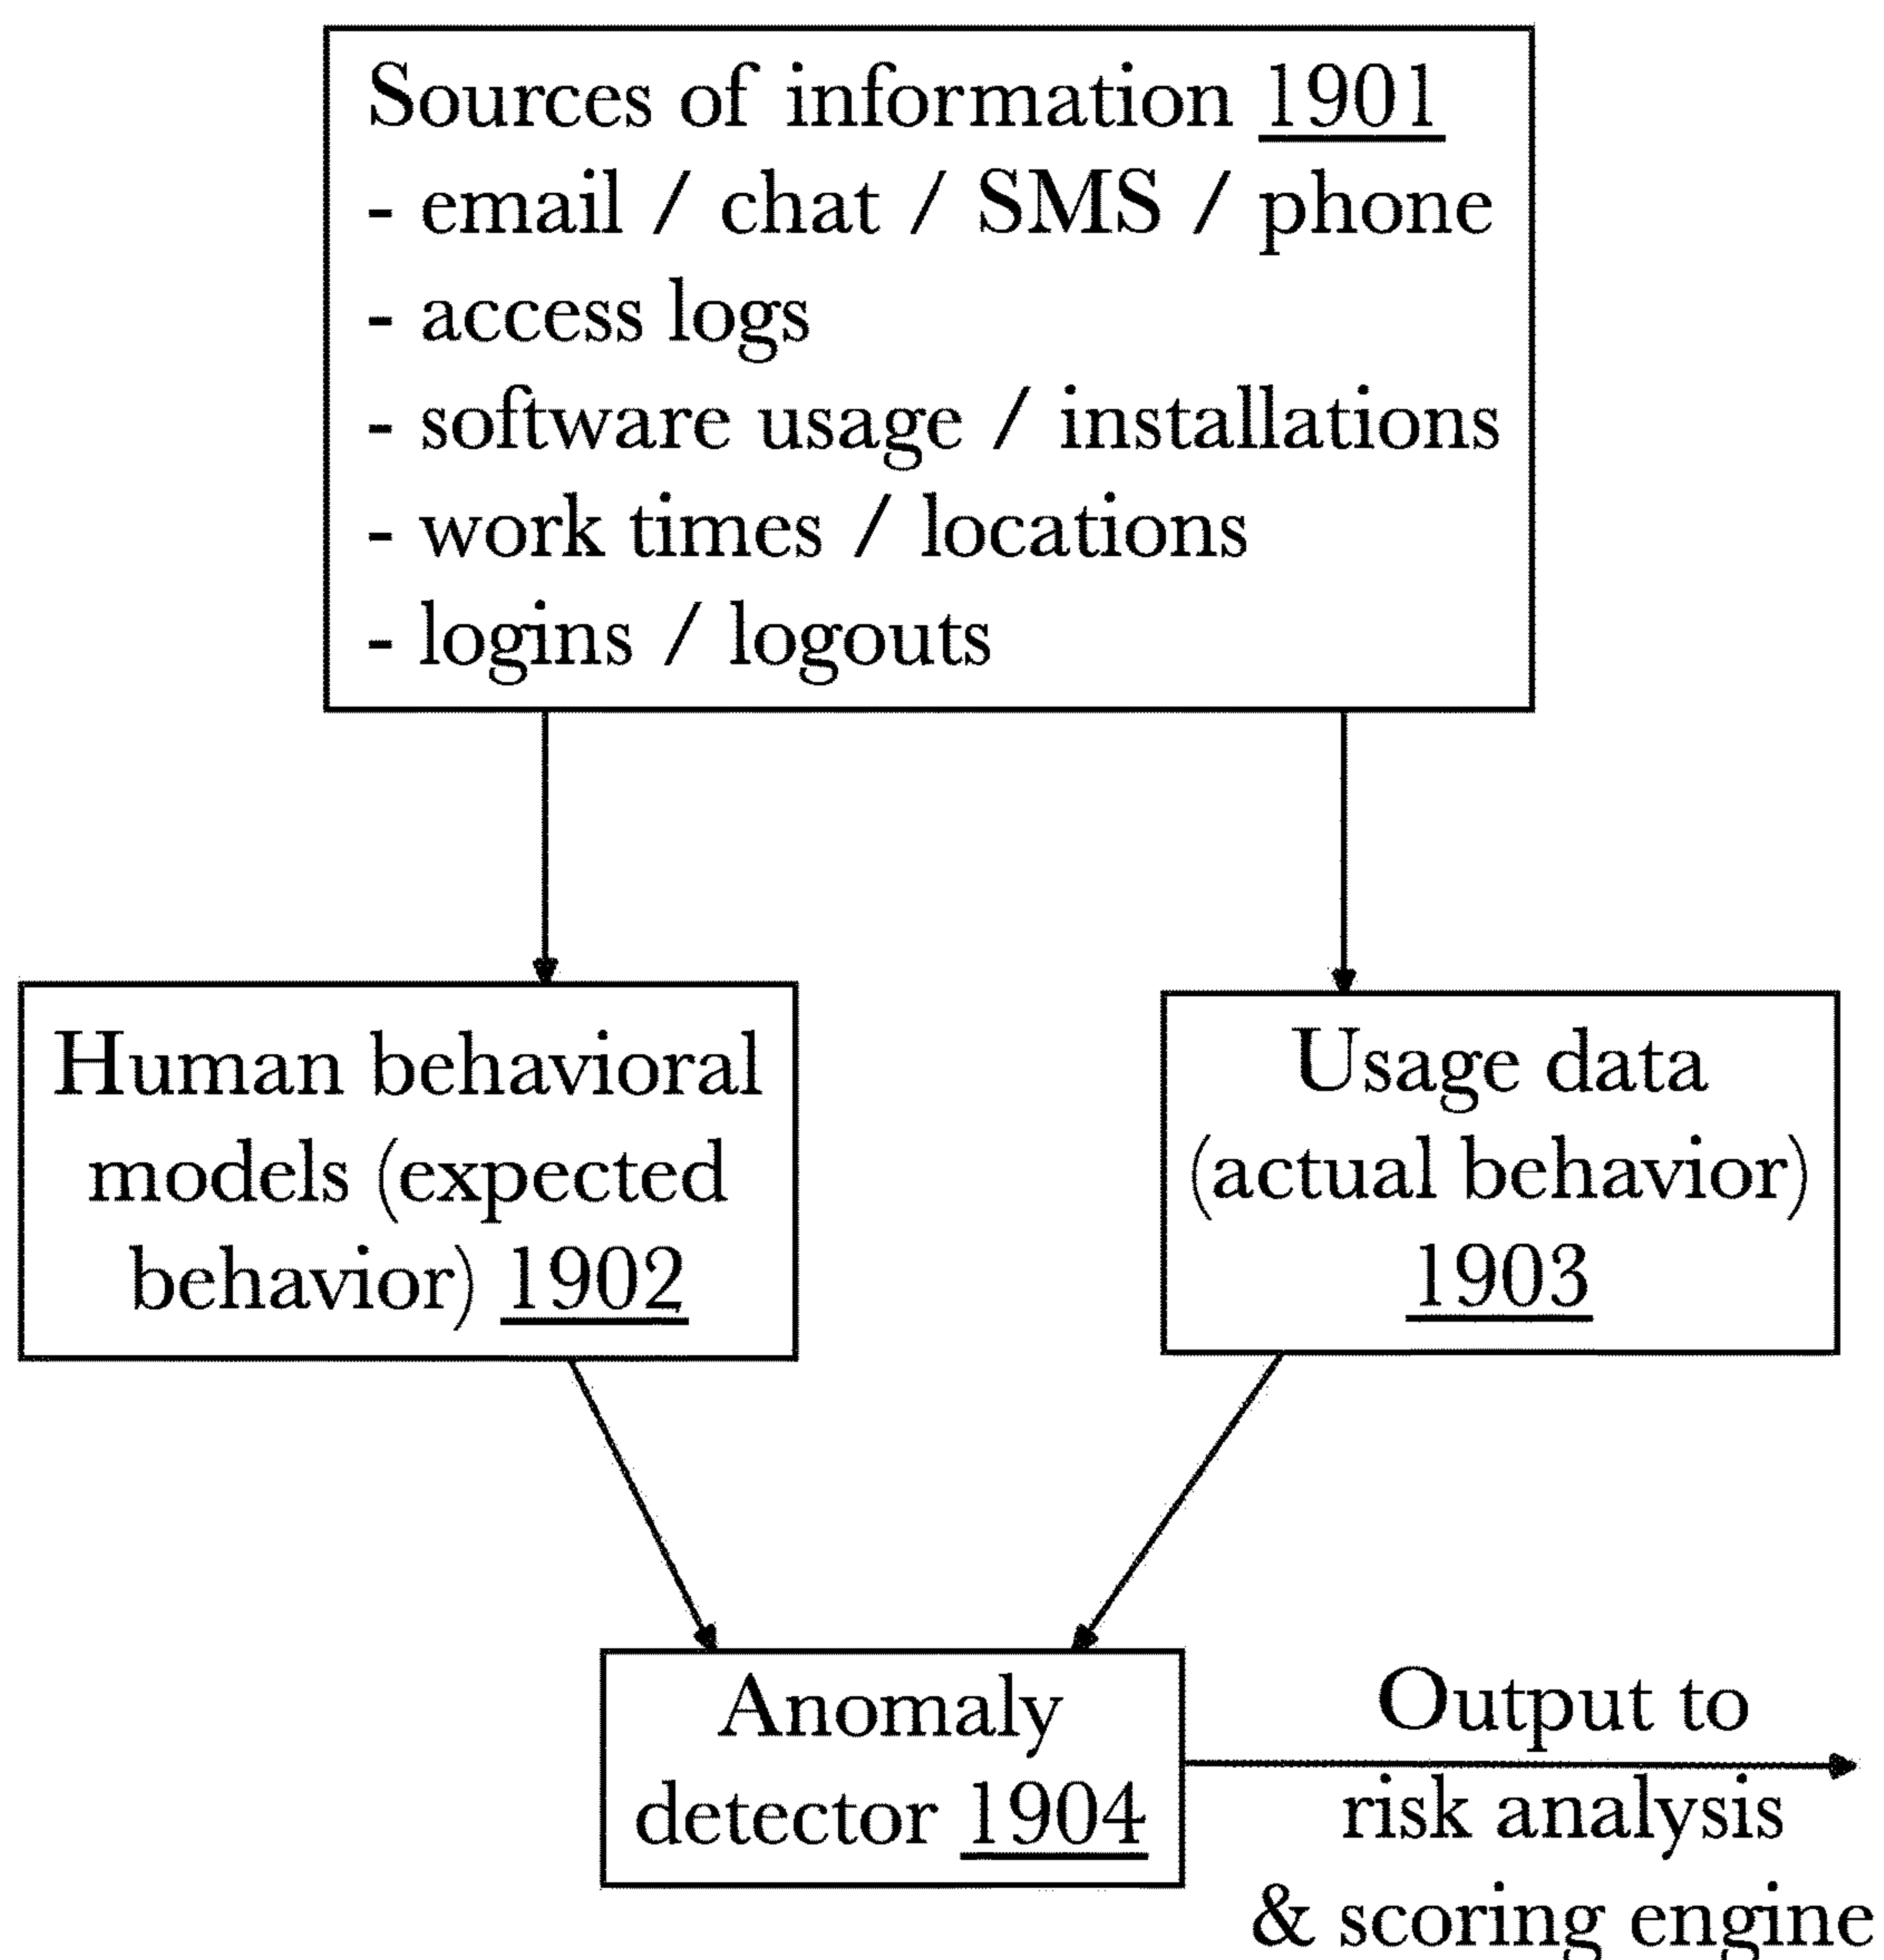 Sources of information 1901
- email / chat / SMS / phone
- access logs
- software usage / installations
- work times / locations
- logins / logouts
Human behavioral
models (expected
behavior) 1902
Usage data
(actual behavior)
1903
Anomaly
detector 1904
Output to
risk analysis
& scoring engine